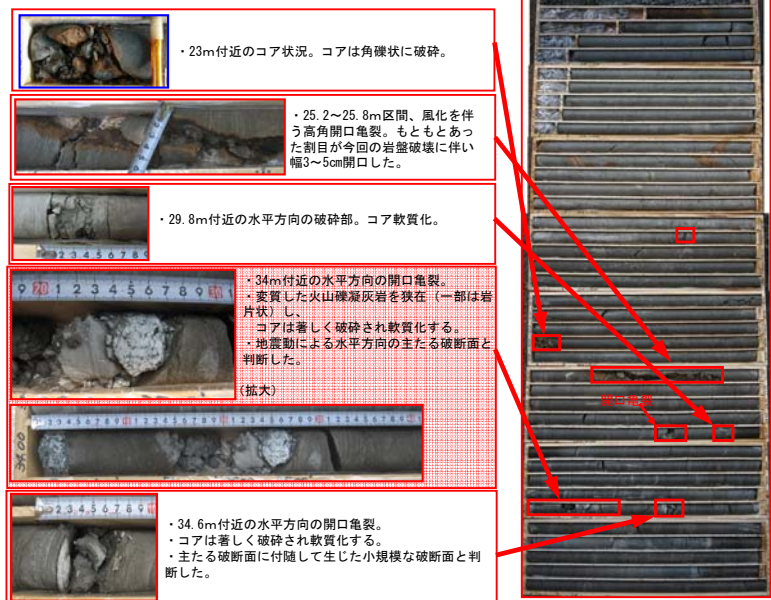 ・23m付近のコア状況。コアは角礫状に破砕。
・25.2～25.8m区間、風化を伴
う高角開口亀裂。もともとあっ
た割目が今回の岩盤破壊に伴い
幅3～5cm開口した。
・29.8m付近の水平方向の破砕部。コア軟質化。
・34m付近の水平方向の開口亀裂。
・変質した火山礫凝灰岩を狭在（一部は岩
片状）し、
コアは著しく破砕され軟質化する。
・地震動による水平方向の主たる破断面と
判断した。
(拡大)
34.00
・34.6m付近の水平方向の開口亀裂。
・コアは著しく破砕され軟質化する。
・主たる破断面に付随して生じた小規模な破断面と判
断した。
開口亀裂